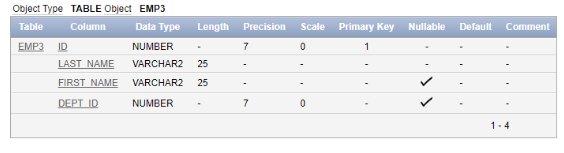 Object Type TABLE Object EMP3
Table Column Data Type Length Precision Scale Primary Key Nullable Default Comment
EMP3 ID NUMBER - 7 0 1 - - -
LAST_NAME VARCHAR2 25 - - - - - -
FIRST_NAME VARCHAR2 25 - - - ✓ - -
DEPT_ID NUMBER - 7 0 - ✓ - -
1 - 4